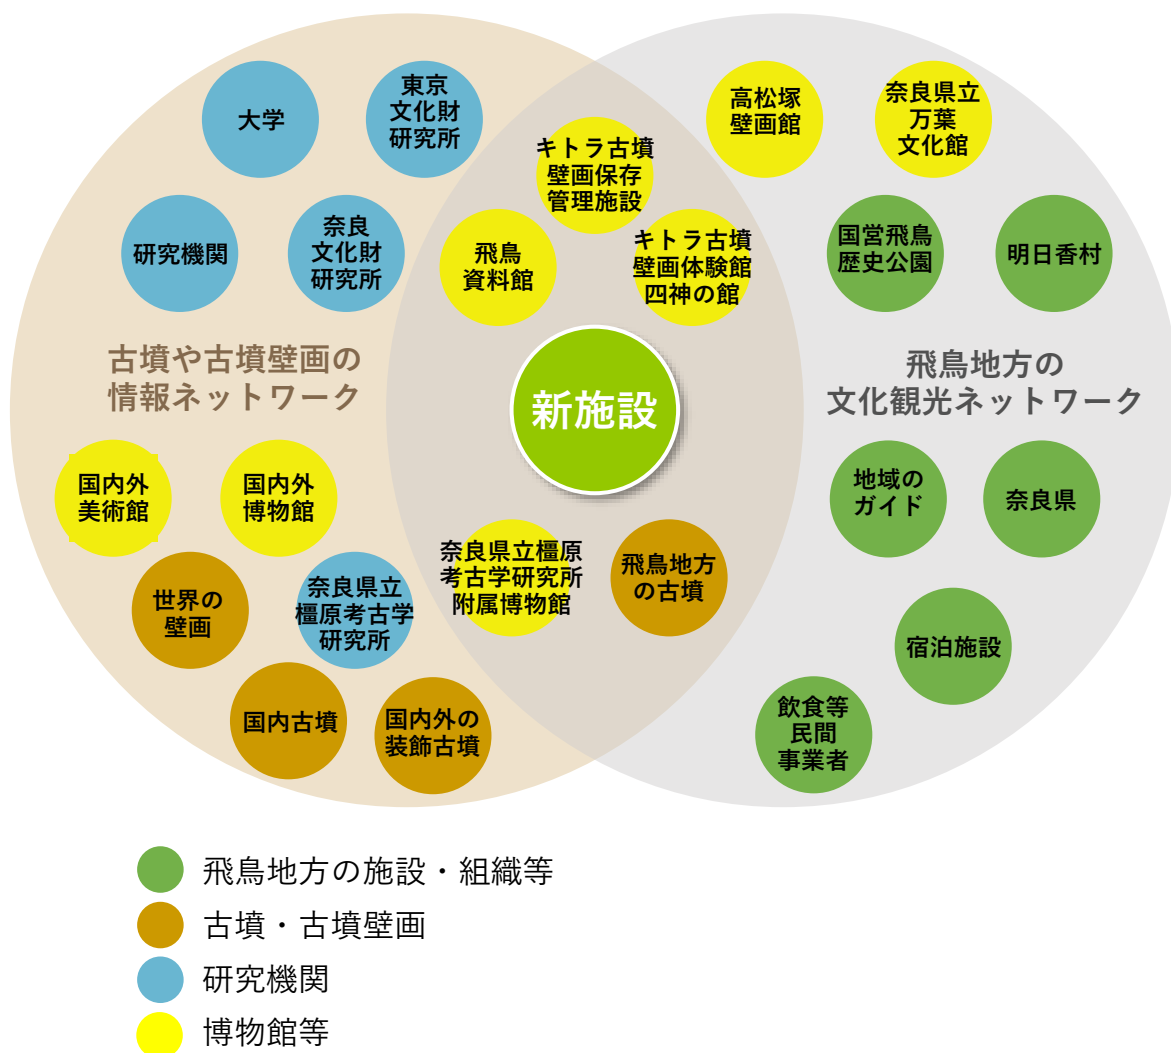 大学
東京
文化財
研究所
研究機関
奈良
文化財
研究所
古墳や古墳壁画の
情報ネットワーク
国内外
美術館
国内外
博物館
世界の
壁画
奈良県立
橿原考古学
研究所
国内古墳
国内外の
装飾古墳
キトラ古墳
壁画保存
管理施設
飛鳥
資料館
キトラ古墳
壁画体験館
四神の館
新施設
奈良県立橿原
考古学研究所
附属博物館
飛鳥地方
の古墳
高松塚
壁画館
奈良県立
万葉
文化館
国営飛鳥
歴史公園
明日香村
飛鳥地方の
文化観光ネットワーク
地域の
ガイド
奈良県
宿泊施設
飲食等
民間
事業者
飛鳥地方の施設・組織等
古墳・古墳壁画
研究機関
博物館等